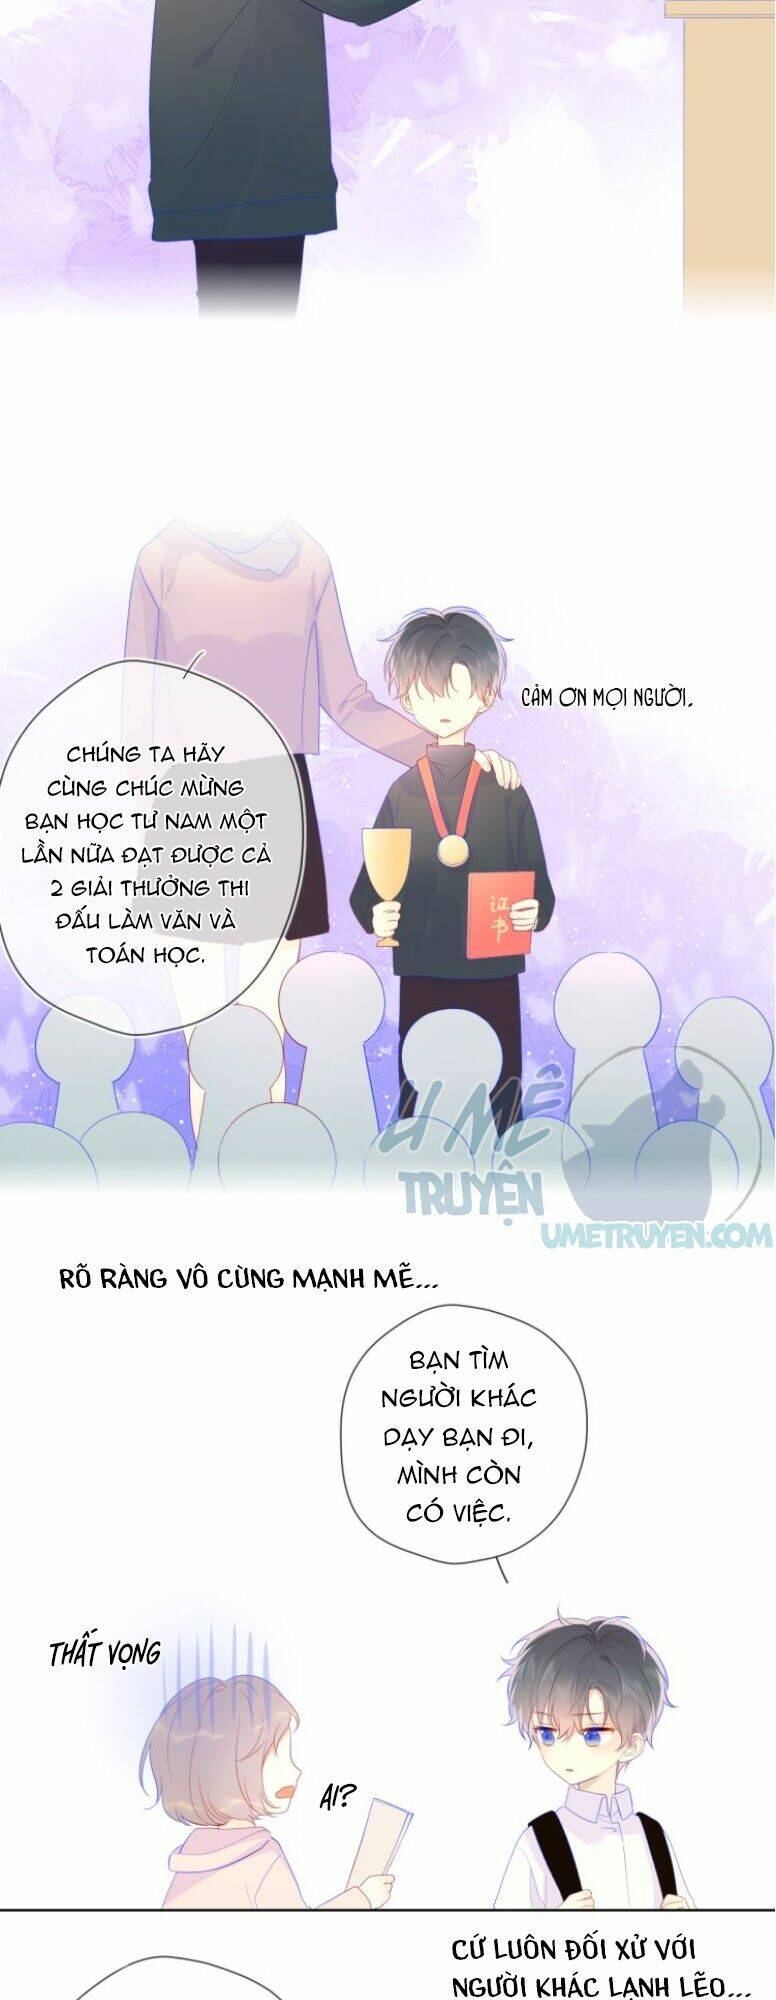 CẢM ƠN MỌI NGƯỜI.
CHÚNG TA HÃY
CÙNG CHÚC MỪNG
BẠN HỌC TƯ NAM MỘT
LẦN NỮA ĐẠT ĐƯỢC CẢ
2 GIẢI THƯỞNG THI
ĐẤU LÀM VĂN VÀ
TOÁN HỌC.
证
书
U MÊ
TRUYỆN
UMETRUYEN.COM
RÕ RÀNG VÔ CÙNG MẠNH MẼ...
BẠN TÌM
NGƯỜI KHÁC
DẠY BẠN ĐI,
MÌNH CÒN
CÓ VIỆC.
THẤT VỌNG
AI?
CỨ LUÔN ĐỐI XỬ VỚI
NGƯỜI KHÁC LẠNH LẼO...